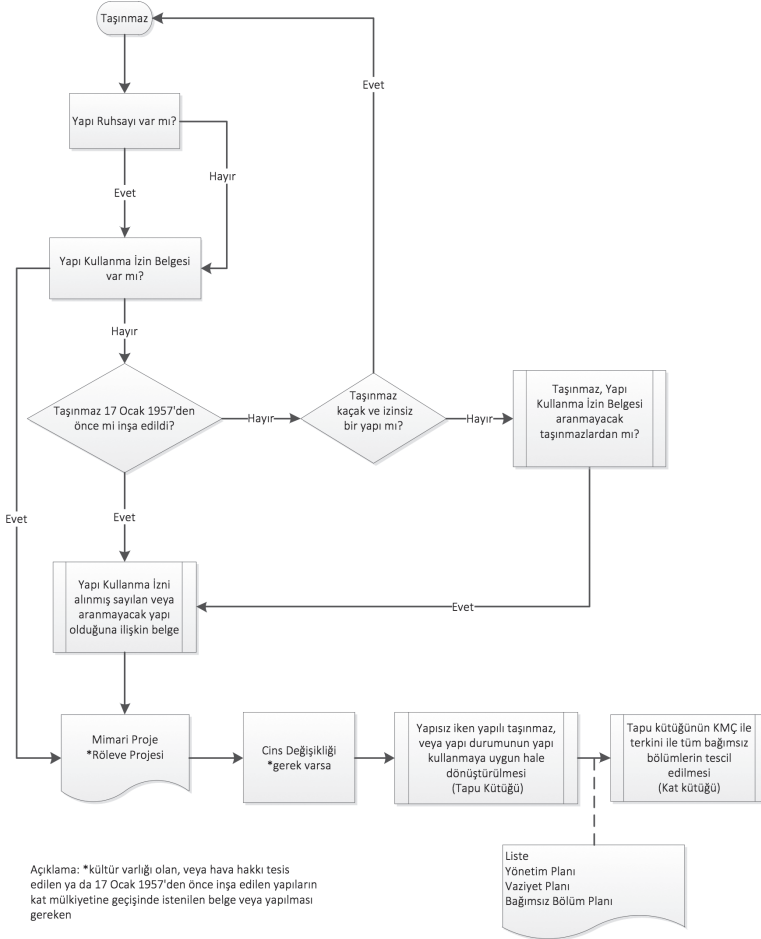 Taşınmaz
Evet
Yapı Ruhsayı var mı?
Hayır
Evet
Yapı Kullanma İzin Belgesi
var mı?
Hayır
Taşınmaz 17 Ocak 1957'den
önce mi inşa edildi?
Hayır
Taşınmaz
kaçak ve izinsiz
bir yapı mı?
Hayır
Taşınmaz, Yapı
Kullanma İzin Belgesi
aranmayacak
taşınmazlardan mı?
Evet
Evet
Yapı Kullanma İzni
alınmış sayılan veya
aranmayacak yapı
olduğuna ilişkin belge
Evet
Mimari Proje
*Röleve Projesi
Cins Değişikliği
*gerek varsa
Yapısız iken yapılı taşınmaz,
veya yapı durumunun yapı
kullanmaya uygun hale
dönüştürülmesi
(Tapu Kütüğü)
Tapu kütüğünün KMÇ ile
terkini ile tüm bağımsız
bölümlerin tescil
edilmesi
(Kat kütüğü)
Liste
Yönetim Planı
Vaziyet Planı
Bağımsız Bölüm Planı
Açıklama: *kültür varlığı olan, veya hava hakkı tesis
edilen ya da 17 Ocak 1957'den önce inşa edilen yapıların
kat mülkiyetine geçişinde istenilen belge veya yapılması
gereken